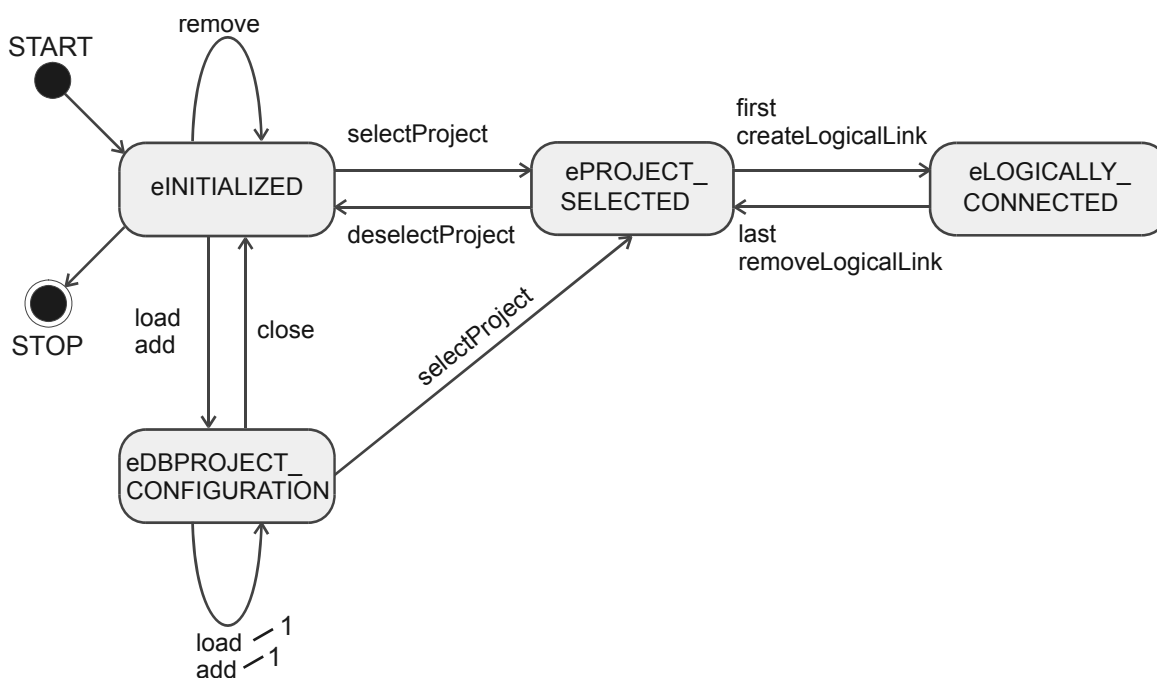 remove
START
selectProject
first
createLogicalLink
eINITIALIZED
ePROJECT_
SELECTED
eLOGICALLY_
CONNECTED
deselectProject
last
removeLogicalLink
STOP
load
add
close
selectProject
eDBPROJECT_
CONFIGURATION
load 1
add 1